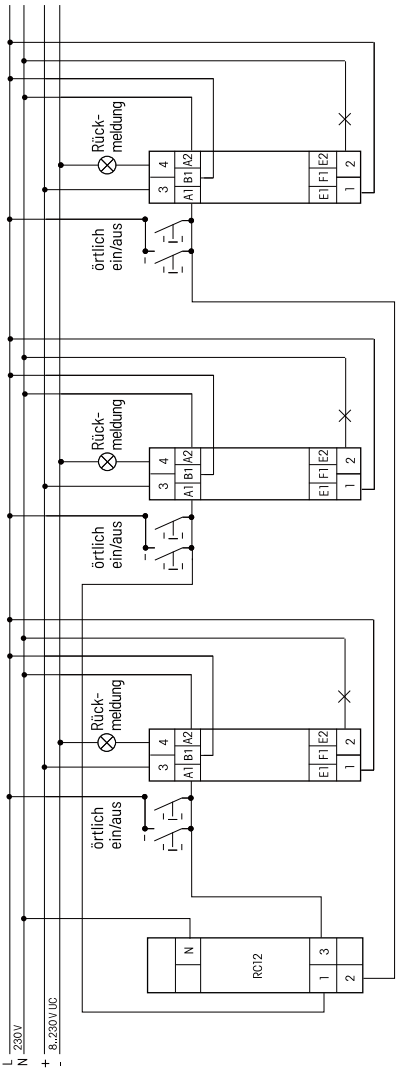 L
230V
N
+
8..230V UC
-
örtlich
ein/aus
Rück-
meldung
3 4
A1 B1 A2
E1 F1 E2
1 2
örtlich
ein/aus
Rück-
meldung
3 4
A1 B1 A2
E1 F1 E2
1 2
örtlich
ein/aus
Rück-
meldung
3 4
A1 B1 A2
E1 F1 E2
1 2
N
RC12
1 3
2